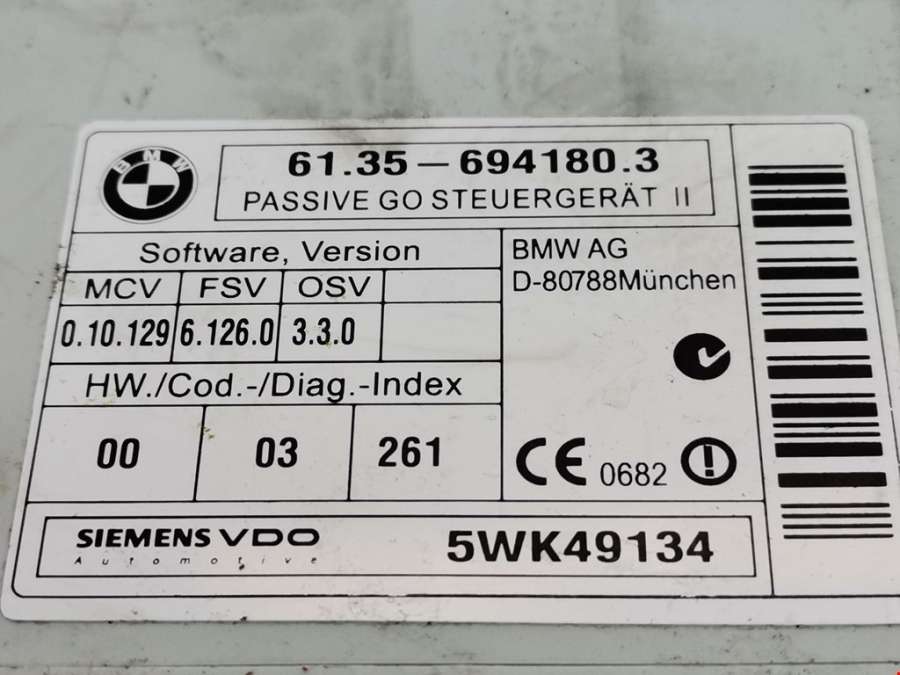 BMW
61.35-694180.3
PASSIVE GO STEUERGERÄT II
Software, Version
MCV FSV OSV
0.10.129 6.126.0 3.3.0
HW./Cod.-/Diag.-Index
00 03 261
BMW AG
D-80788München
CE 0682
SIEMENS VDO
Automotive
5WK49134